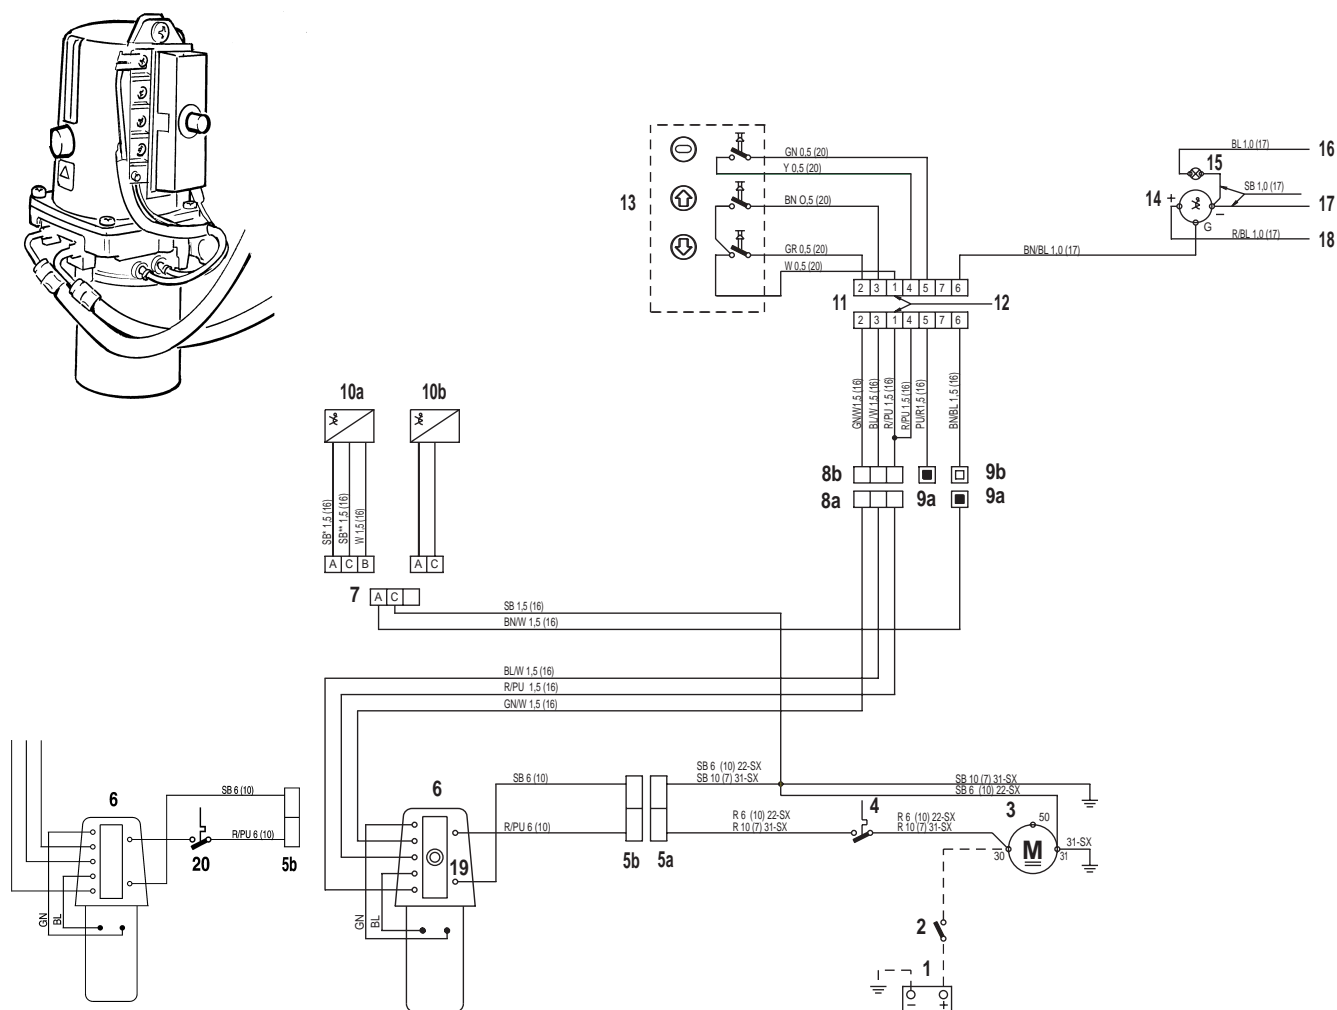 BL 1,0 (17)
16
15
SB 1,0 (17)
14
+
−
17
G
R/BL 1,0 (17)
18
GN 0,5 (20)
Y 0,5 (20)
13
BN O,5 (20)
GR 0,5 (20)
W 0,5 (20)
BN/BL 1,0 (17)
2 3 1 4 5 7 6
11
12
2 3 1 4 5 7 6
GN/W1,5 (16)
BL/W 1,5 (16)
R/PU 1,5 (16)
R/PU 1,5 (16)
PU/R1,5 (16)
BN/BL 1,5 (16)
10a
10b
8b
9b
8a
9a
9a
SB* 1,5 (16)
SB** 1,5 (16)
W 1,5 (16)
A C B
A C
7
A C
SB 1,5 (16)
BN/W 1,5 (16)
BL/W 1,5 (16)
R/PU 1,5 (16)
GN/W 1,5 (16)
SB 6 (10) 22-SX
SB 10 (7) 31-SX
SB 6 (10)
SB 10 (7) 31-SX
SB 6 (10) 22-SX
6
SB 6 (10)
6
R 6 (10) 22-SX
R 10 (7) 31-SX
4
R 6 (10) 22-SX
R 10 (7) 31-SX
3
50
R/PU 6 (10)
R/PU 6 (10)
M
30
31
31-SX
20
5b
19
5b
5a
GN
BL
GN
BL
2
1
−
+